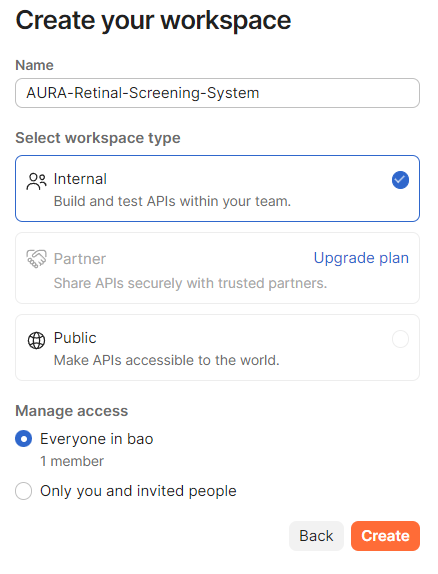 Create your workspace
Name
AURA-Retinal-Screening-System
Select workspace type
Internal
Build and test APIs within your team.
Partner
Upgrade plan
Share APIs securely with trusted partners.
Public
Make APIs accessible to the world.
Manage access
Everyone in bao
1 member
Only you and invited people
Back
Create